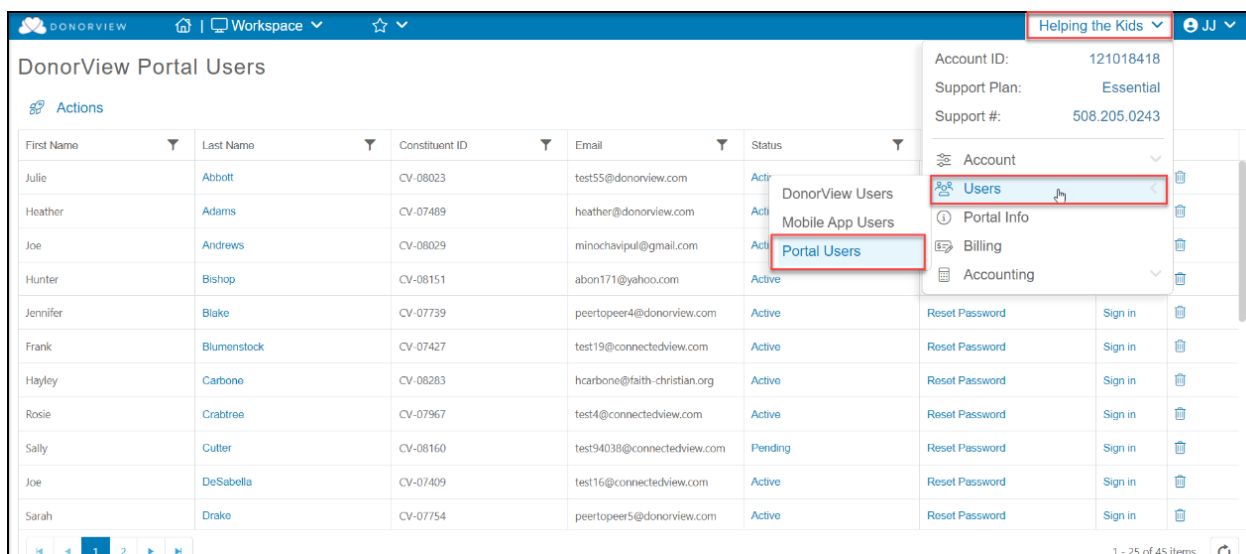 DONORVIEW | Workspace Helping the Kids JJ
DonorView Portal Users
Account ID: 121018418
Support Plan: Essential
Actions
Support #: 508.205.0243
First Name Last Name Constituent ID Email Status
Account
Julie Abbott CV-08023 test55@donorview.com
DonorView Users
Users
Heather Adams CV-07489 heather@donorview.com
Mobile App Users
Portal Info
Joe Andrews CV-08029 minochavipul@gmail.com
Portal Users
Billing
Hunter Bishop CV-08151 abon171@yahoo.com Active
Accounting
Jennifer Blake CV-07739 peertopeer4@donorview.com Active Reset Password Sign in
Frank Blumenstock CV-07427 test19@connectedview.com Active Reset Password Sign in
Hayley Carbone CV-08283 hcarbone@faith-christian.org Active Reset Password Sign in
Rosie Crabtree CV-07967 test4@connectedview.com Active Reset Password Sign in
Sally Cutter CV-08160 test94038@connectedview.com Pending Reset Password Sign in
Joe DeSabella CV-07409 test16@connectedview.com Active Reset Password Sign in
Sarah Drake CV-07754 peertopeer5@donorview.com Active Reset Password Sign in
1 2 1 - 25 of 45 items